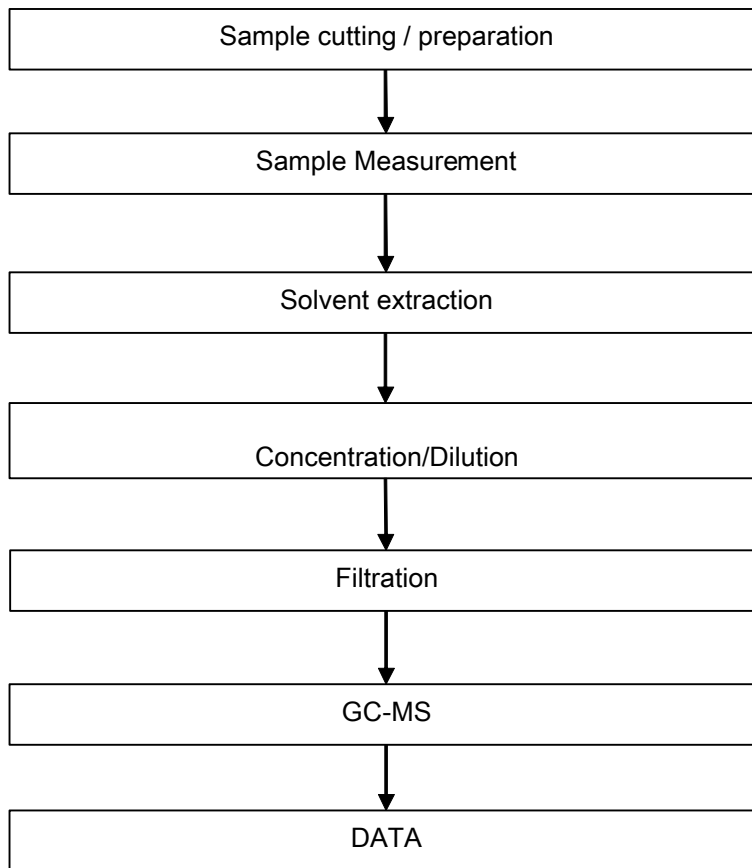 Sample cutting / preparation
Sample Measurement
Solvent extraction
Concentration/Dilution
Filtration
GC-MS
DATA